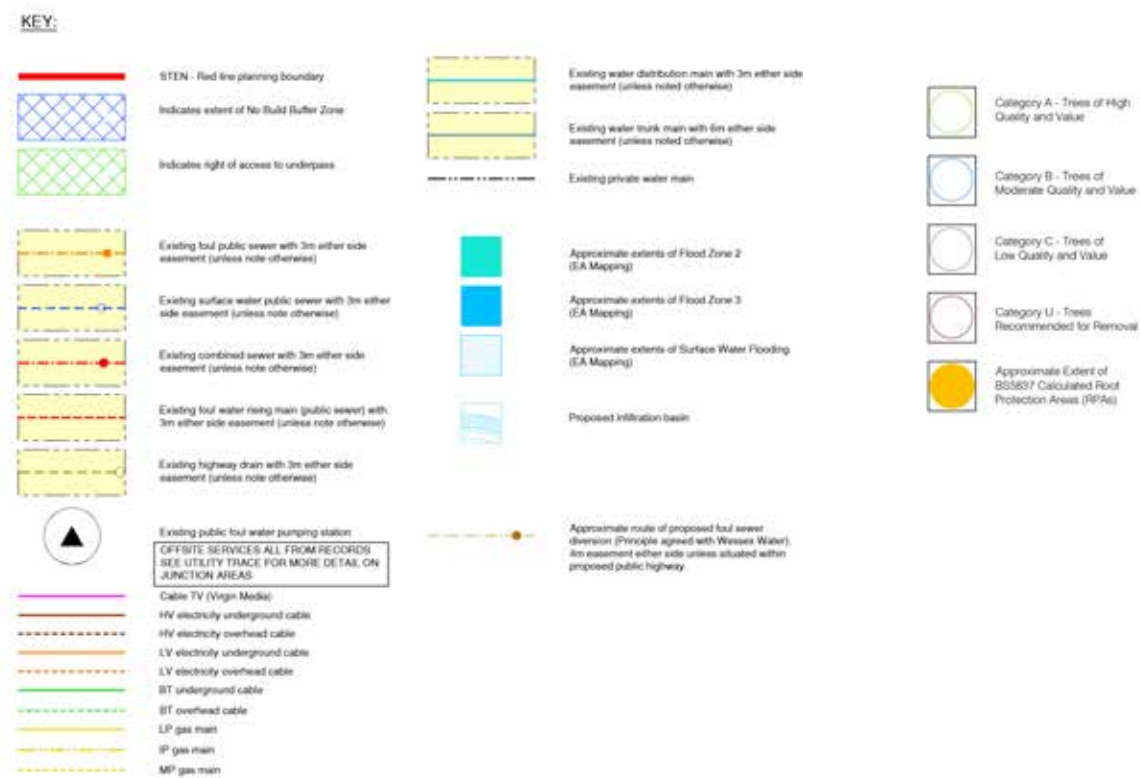 KEY:
STEN - Red line planning boundary
Indicates extent of No Build Buffer Zone
Indicates right of access to underpass
Existing foul public sewer with 3m either side
easement (unless note otherwise)
Existing surface water public sewer with 3m either
side easement (unless note otherwise)
Existing combined sewer with 3m either side
easement (unless note otherwise)
Existing foul water rising main (public sewer) with
3m either side easement (unless note otherwise)
Existing highway drain with 3m either side
easement (unless note otherwise)
Existing public foul water pumping station
OFFSITE SERVICES ALL FROM RECORDS
SEE UTILITY TRACE FOR MORE DETAIL ON
JUNCTION AREAS
Cable TV (Virgin Media)
HV electricity underground cable
HV electricity overhead cable
LV electricity underground cable
LV electricity overhead cable
BT underground cable
BT overhead cable
LP gas main
IP gas main
MP gas main
Existing water distribution main with 3m either side
easement (unless noted otherwise)
Existing water trunk main with 6m either side
easement (unless noted otherwise)
Existing private water main
Approximate extents of Flood Zone 2
(EA Mapping)
Approximate extents of Flood Zone 3
(EA Mapping)
Approximate extents of Surface Water Flooding
(EA Mapping)
Proposed infiltration basin
Approximate route of proposed foul sewer
diversion (Principle agreed with Wessex Water).
4m easement either side unless situated within
proposed public highway.
Category A - Trees of High
Quality and Value
Category B - Trees of
Moderate Quality and Value
Category C - Trees of
Low Quality and Value
Category U - Trees
Recommended for Removal
Approximate Extent of
BS5837 Calculated Root
Protection Areas (RPAs)